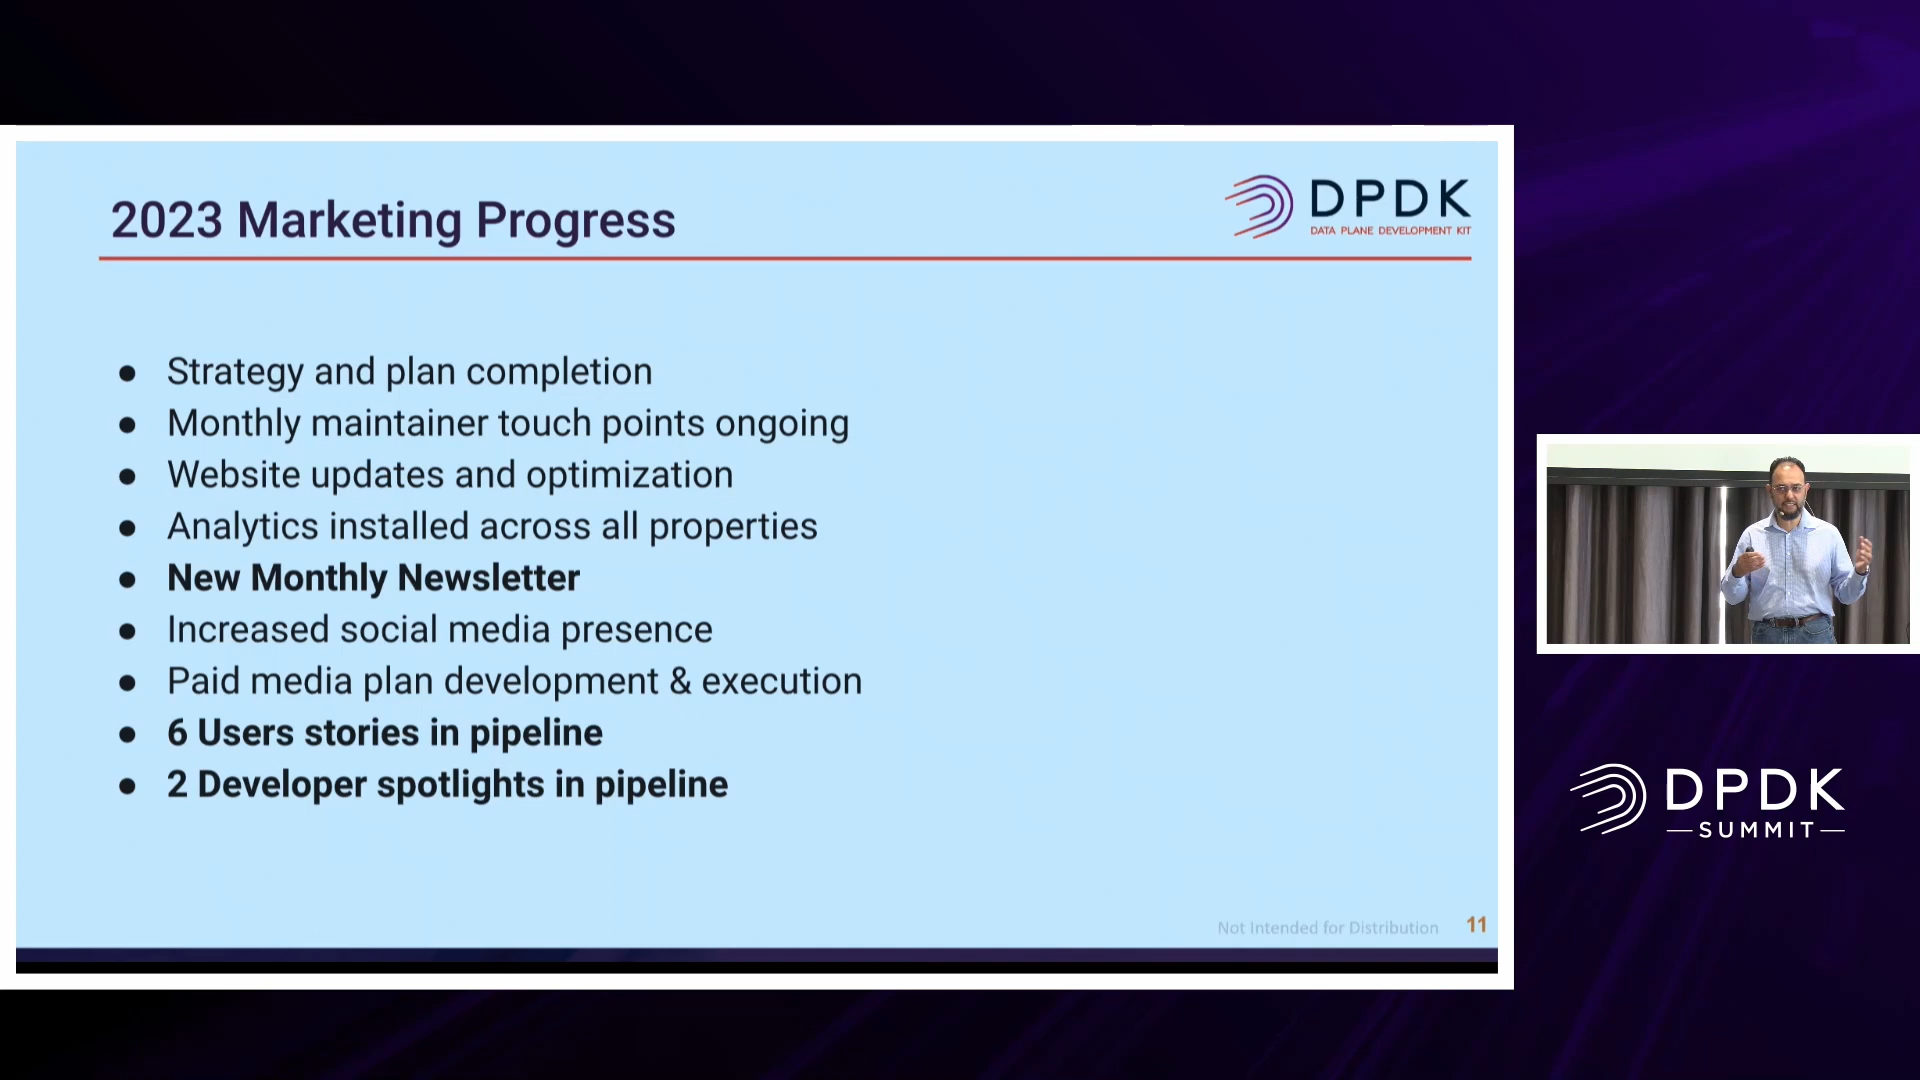 2023 Marketing Progress
DPDK
DATA PLANE DEVELOPMENT KIT
● Strategy and plan completion
● Monthly maintainer touch points ongoing
● Website updates and optimization
● Analytics installed across all properties
● New Monthly Newsletter
● Increased social media presence
● Paid media plan development & execution
● 6 Users stories in pipeline
● 2 Developer spotlights in pipeline
Not Intended for Distribution 11
DPDK
SUMMIT